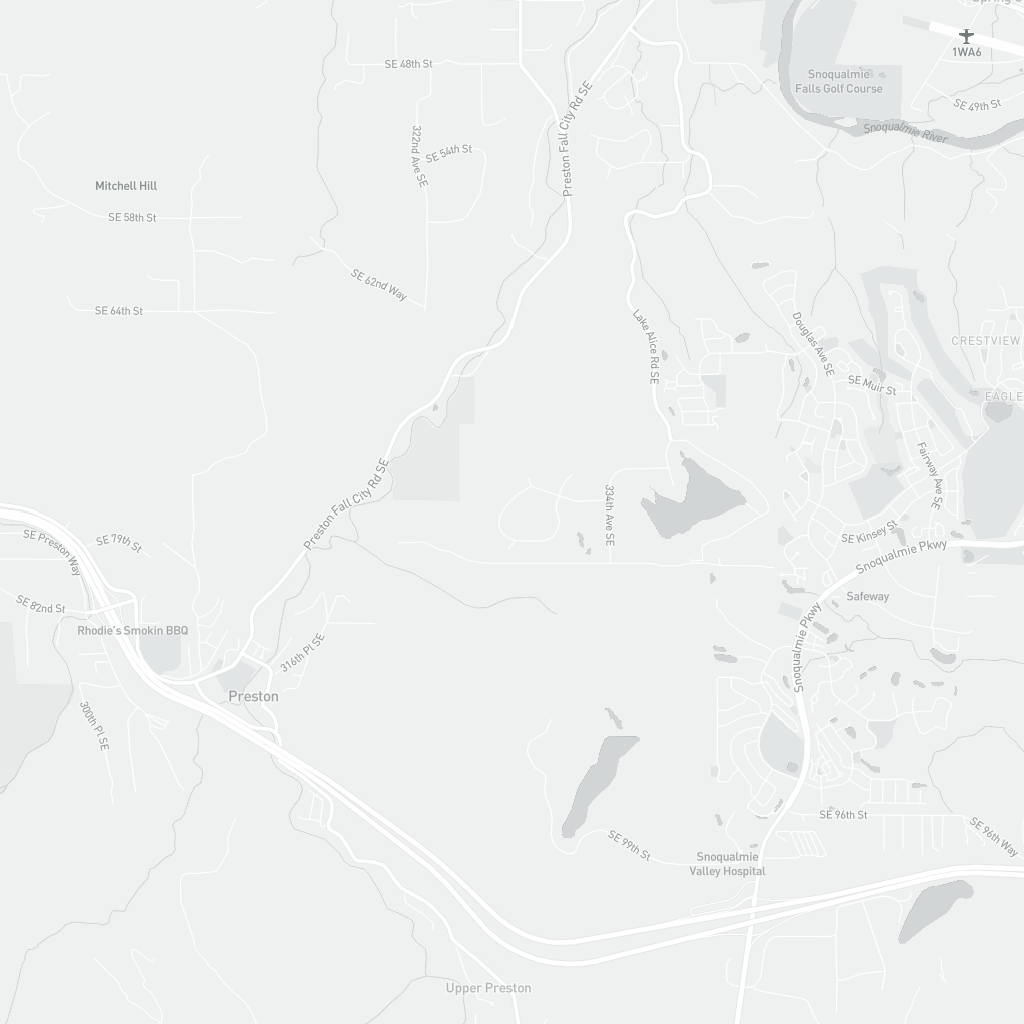 Spring G
1WA6
SE 48th St
Snoqualmie
Falls Golf Course
SE 49th St
Snoqualmie River
Preston Fall City Rd SE
322nd Ave SE
SE 54th St
Mitchell Hill
SE 58th St
SE 62nd Way
SE 64th St
Lake Alice Rd SE
Douglas Ave SE
CRESTVIEW
SE Muir St
EAGLE
Fairway Ave SE
Preston Fall City Rd SE
334th Ave SE
SE Preston Way
SE 79th St
SE Kinsey St
Snoqualmie Pkwy
SE 82nd St
Safeway
Rhodie's Smokin BBQ
316th Pl SE
Snoqualmie Pkwy
Preston
300th Pl SE
SE 96th St
SE 96th Way
SE 99th St
Snoqualmie
Valley Hospital
Upper Preston